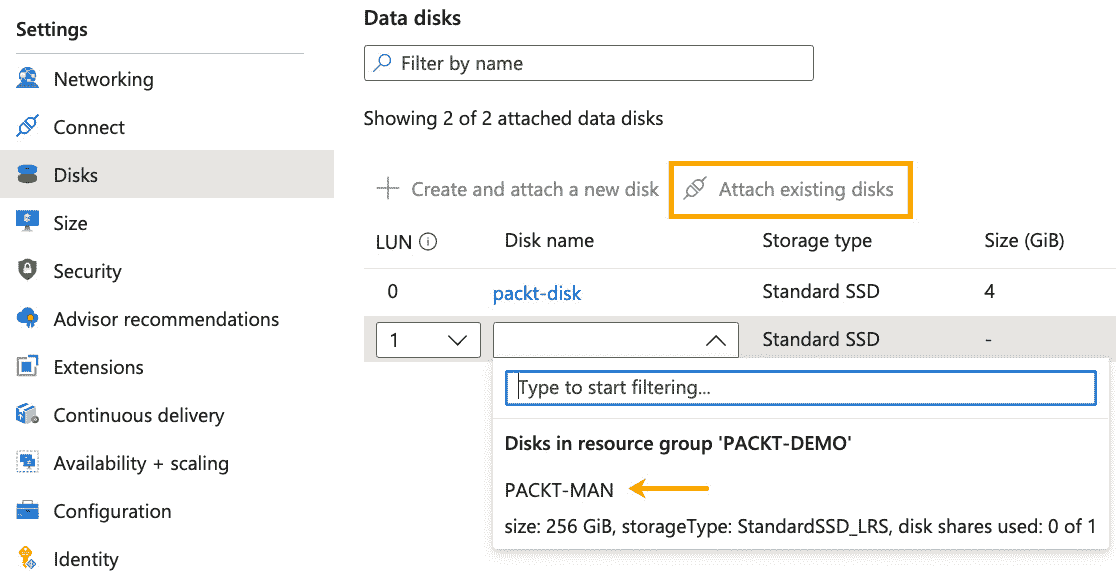 Settings
Networking
Connect
Disks
Size
Security
Advisor recommendations
Extensions
Continuous delivery
Availability + scaling
Configuration
Identity
Data disks
Filter by name
Showing 2 of 2 attached data disks
Create and attach a new disk Attach existing disks
LUN Disk name Storage type Size (GiB)
0 packt-disk Standard SSD 4
1 Standard SSD -
Type to start filtering...
Disks in resource group 'PACKT-DEMO'
PACKT-MAN
size: 256 GiB, storageType: StandardSSD_LRS, disk shares used: 0 of 1